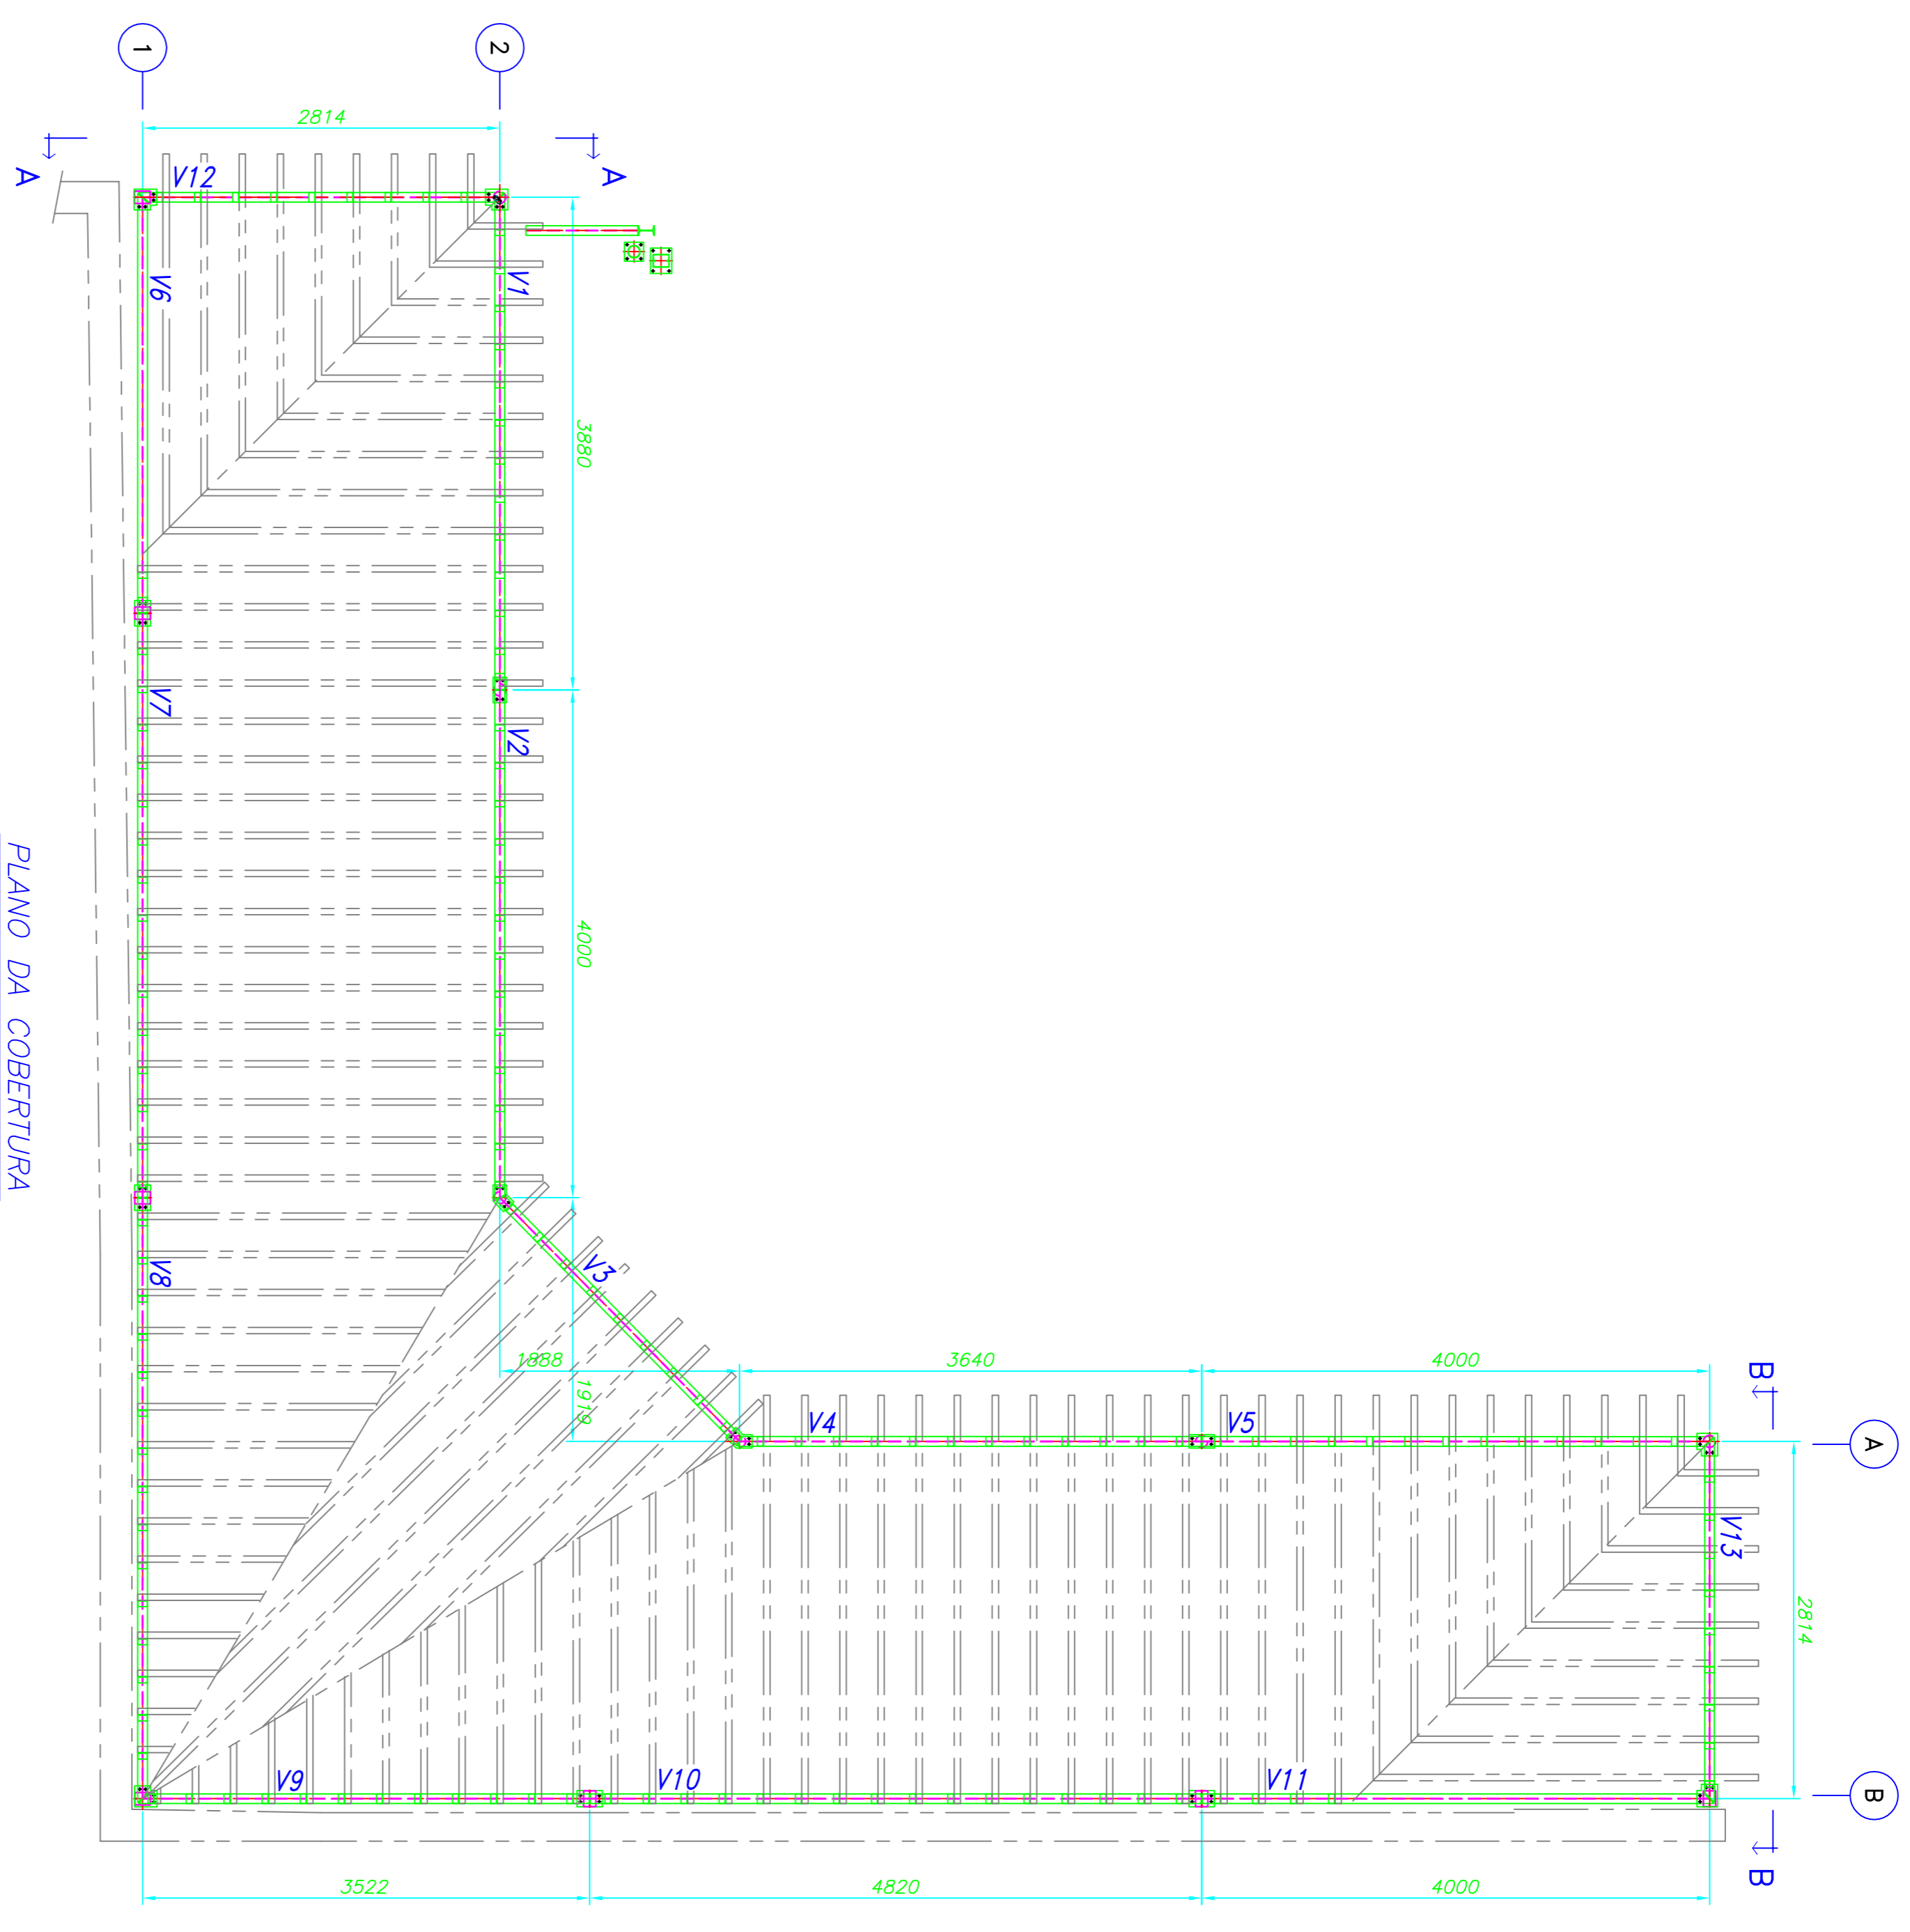 1
2
2814
A
A
V12
V6
V1
3880
V7
V2
4000
PLANO DA COBERTURA
V8
V3
1888
1919
3640
4000
B
V4
V5
A
V13
2814
V9
V10
V11
B
B
3522
4820
4000